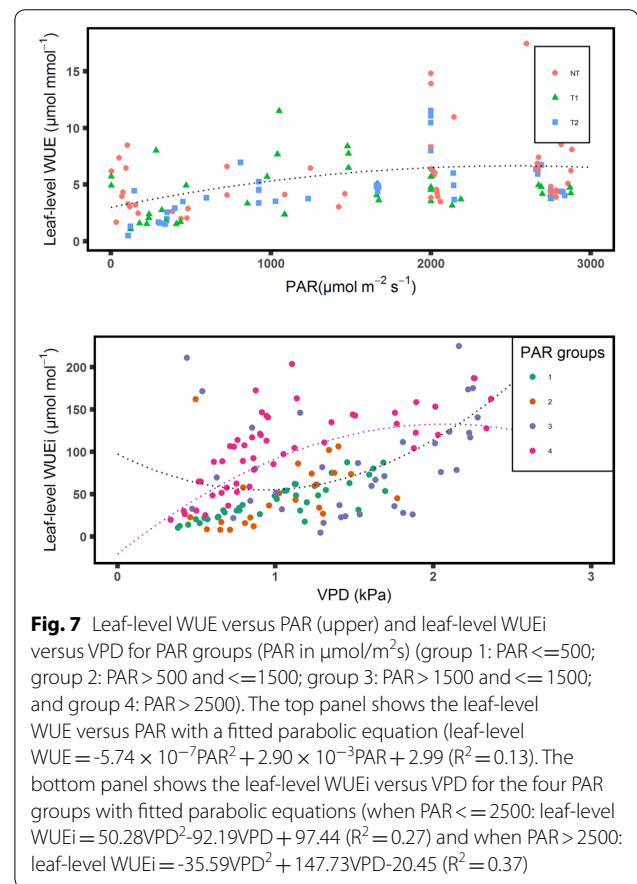 Leaf-level WUE (µmol mmol⁻¹)
15
10
5
0
NT
T1
T2
0 1000 2000 3000
PAR(µmol m⁻² s⁻¹)
Leaf-level WUEi (µmol mol⁻¹)
200
150
100
50
0
PAR groups
1
2
3
4
0 1 2 3
VPD (kPa)
Fig. 7 Leaf-level WUE versus PAR (upper) and leaf-level WUEi
versus VPD for PAR groups (PAR in µmol/m²s) (group 1: PAR <=500;
group 2: PAR > 500 and <=1500; group 3: PAR > 1500 and <= 1500;
and group 4: PAR > 2500). The top panel shows the leaf-level
WUE versus PAR with a fitted parabolic equation (leaf-level
WUE = -5.74 × 10⁻⁷PAR² + 2.90 × 10⁻³PAR + 2.99 (R² = 0.13). The
bottom panel shows the leaf-level WUEi versus VPD for the four PAR
groups with fitted parabolic equations (when PAR < = 2500: leaf-level
WUEi = 50.28VPD²-92.19VPD + 97.44 (R² = 0.27) and when PAR > 2500:
leaf-level WUEi = -35.59VPD² + 147.73VPD-20.45 (R² = 0.37)